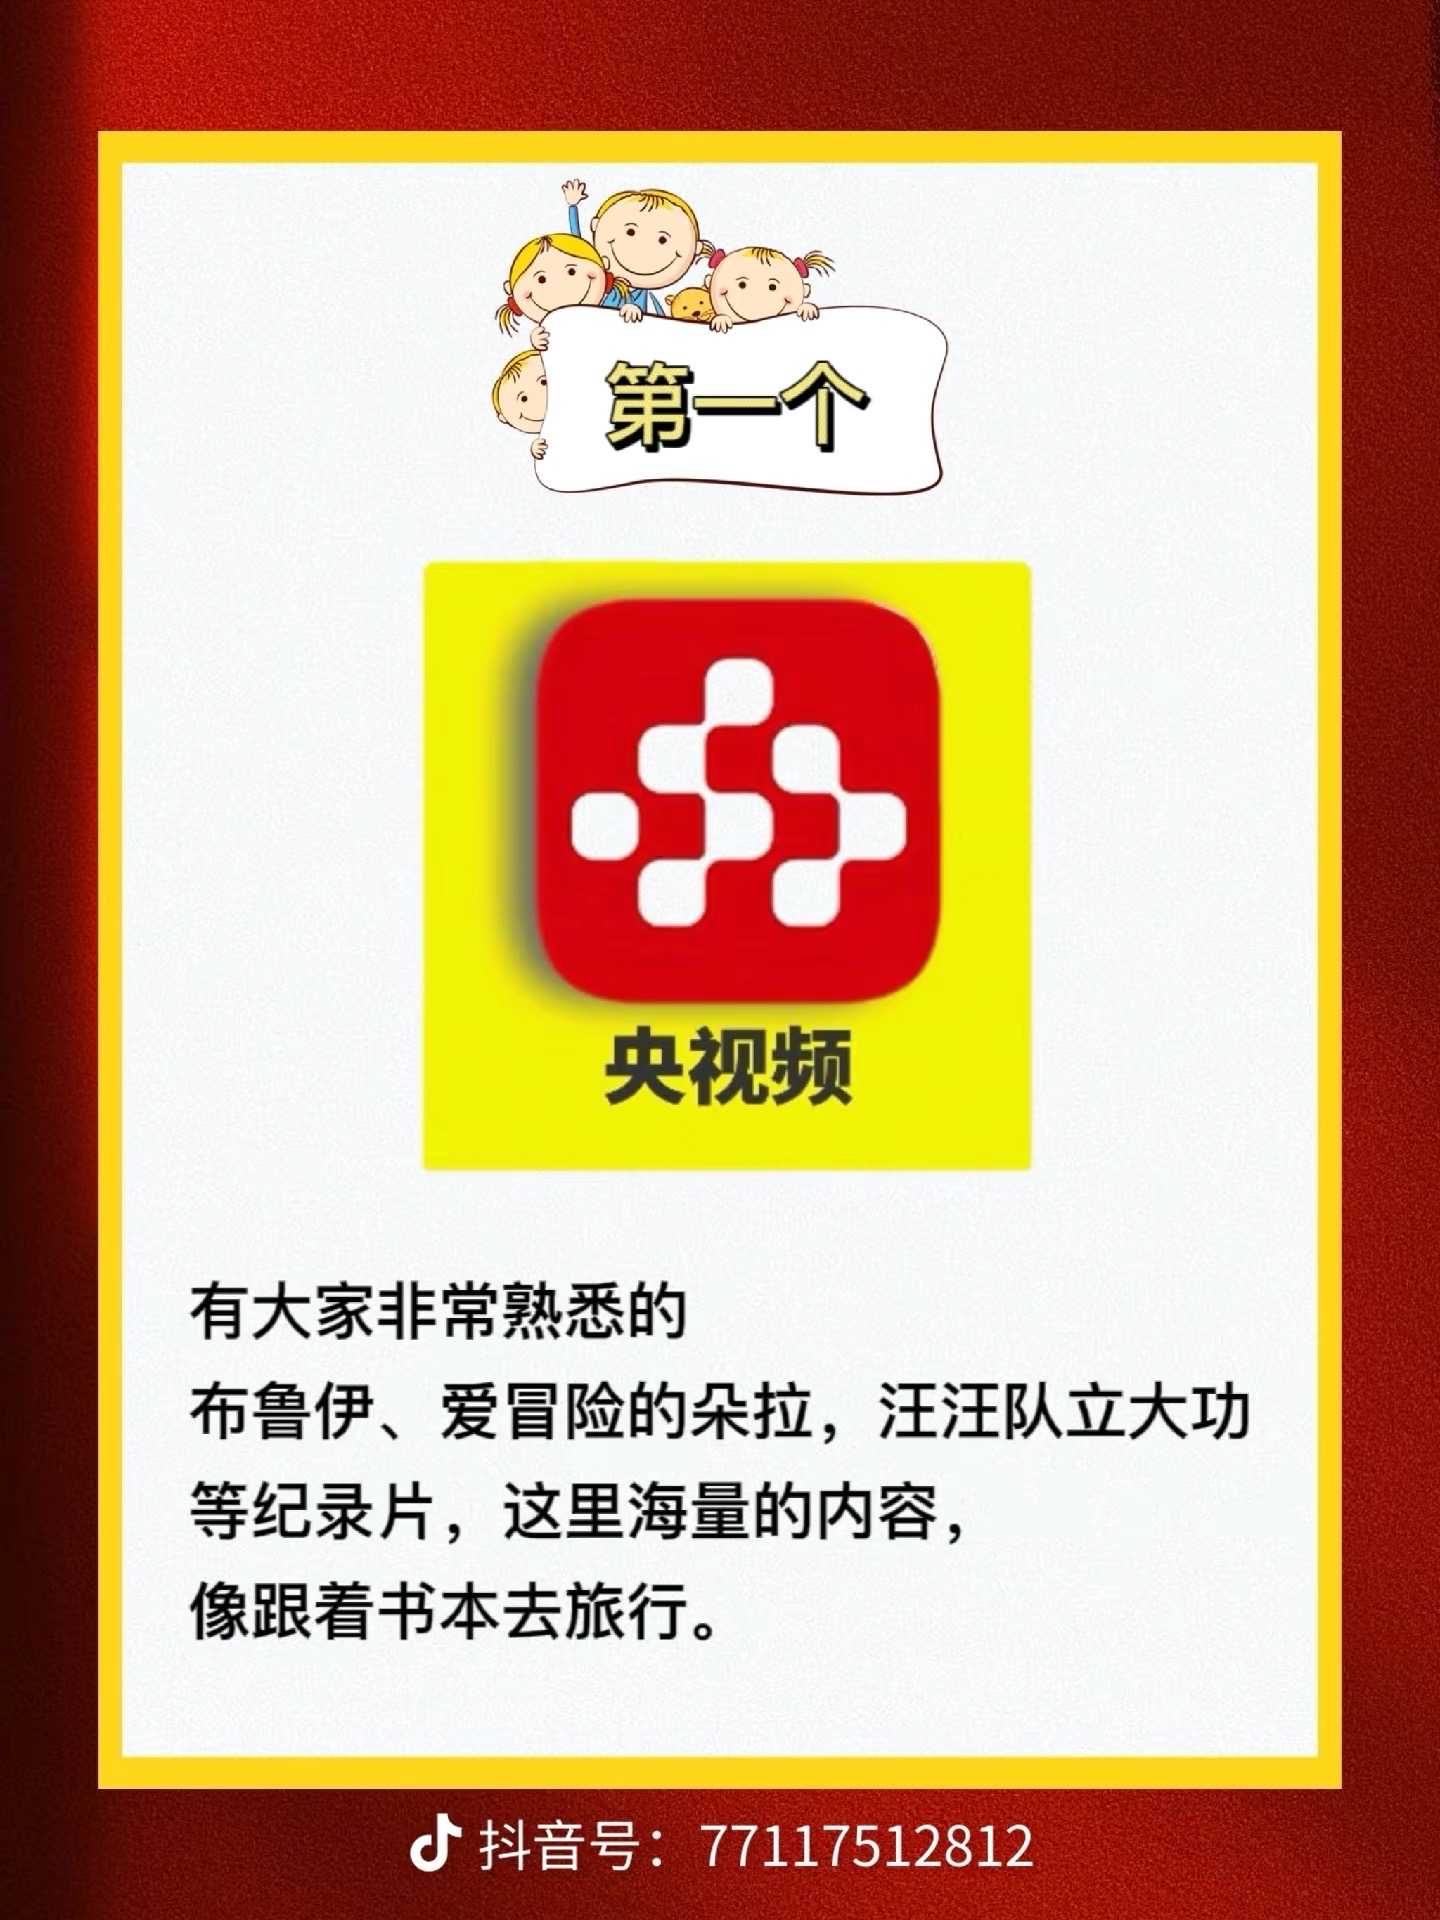 第一个
央视频
有大家非常熟悉的
布鲁伊、爱冒险的朵拉，汪汪队立大功
等纪录片，这里海量的内容，
像跟着书本去旅行。
抖音号：77117512812